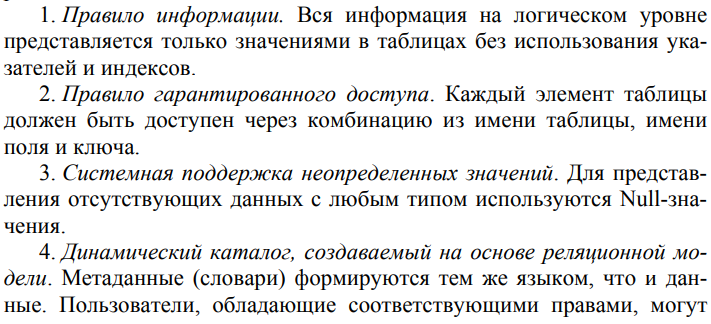 1. Правило информации. Вся информация на логическом уровне
представляется только значениями в таблицах без использования ука-
зателей и индексов.
2. Правило гарантированного доступа. Каждый элемент таблицы
должен быть доступен через комбинацию из имени таблицы, имени
поля и ключа.
3. Системная поддержка неопределенных значений. Для представ-
ления отсутствующих данных с любым типом используются Null-зна-
чения.
4. Динамический каталог, создаваемый на основе реляционной мо-
дели. Метаданные (словари) формируются тем же языком, что и дан-
ные. Пользователи, обладающие соответствующими правами, могут